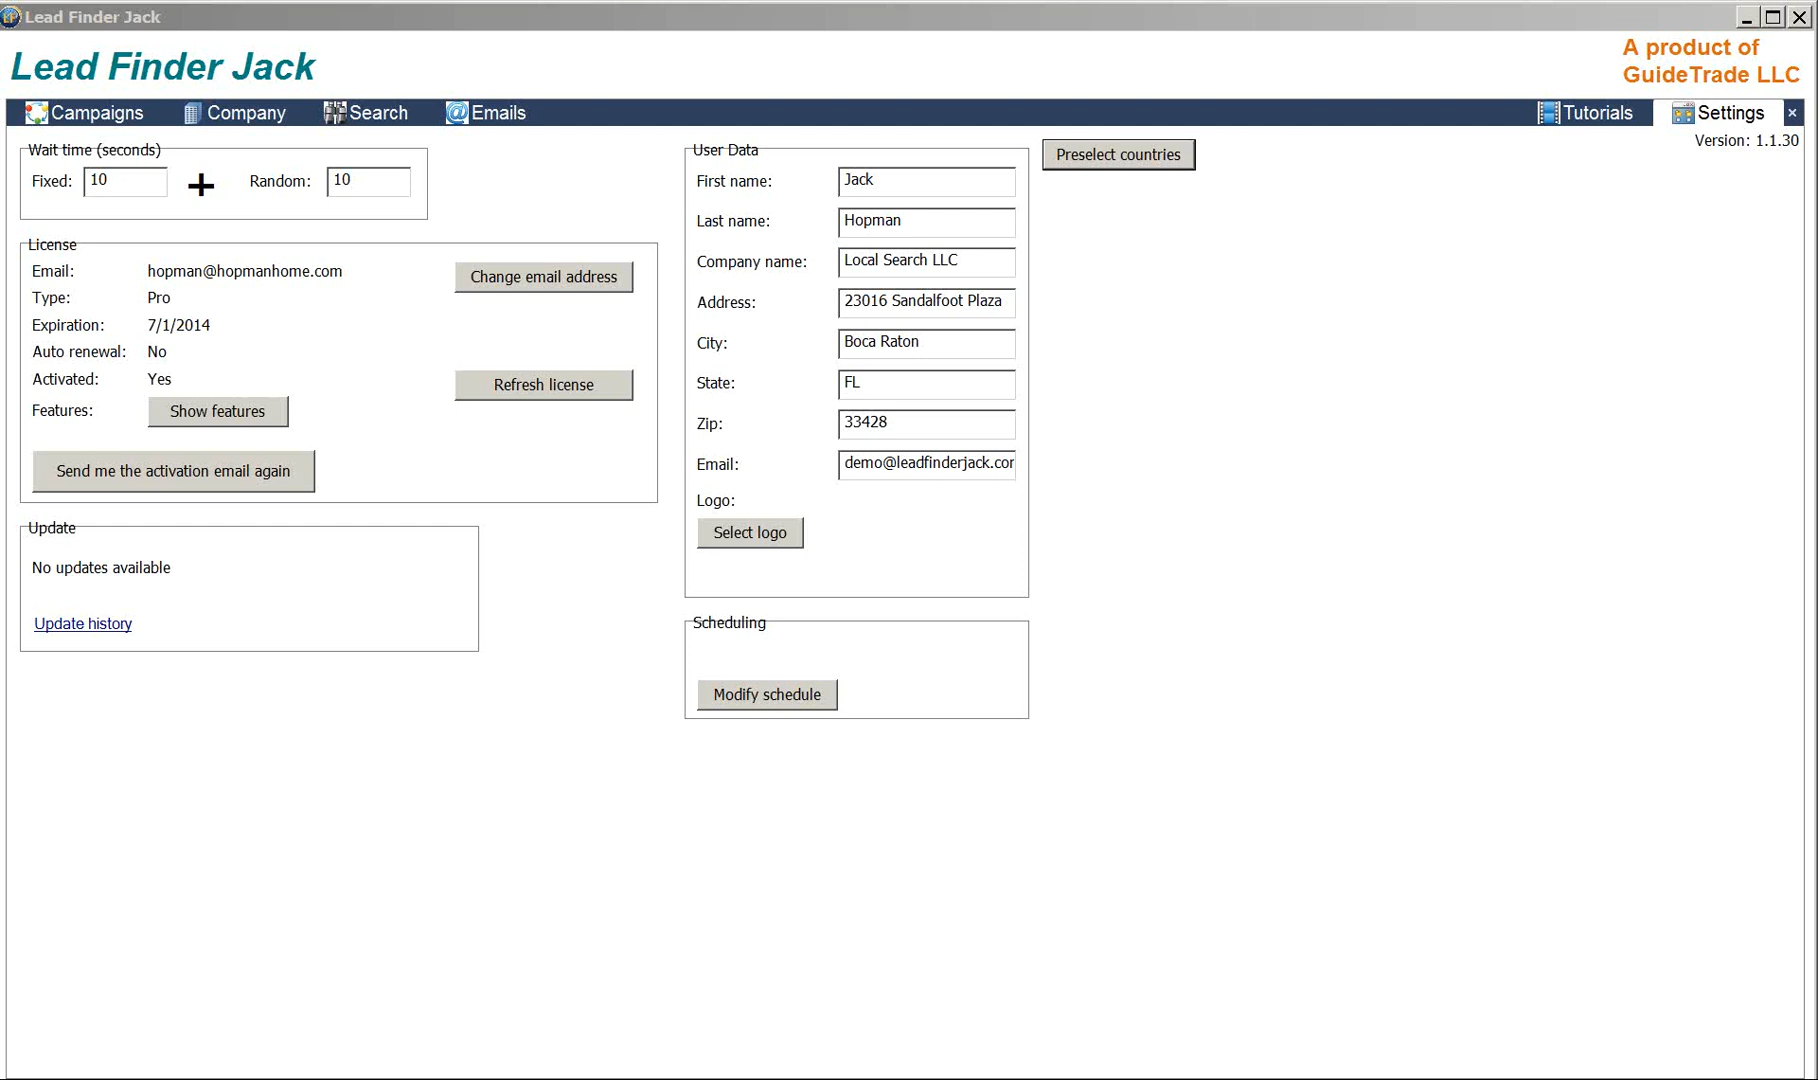 Lead Finder Jack
Lead Finder Jack
A product of
GuideTrade LLC
Campaigns Company Search Emails Tutorials Settings ×
Version: 1.1.30
Wait time (seconds)
Fixed: 10 + Random: 10
License
Email: hopman@hopmanhome.com Change email address
Type: Pro
Expiration: 7/1/2014
Auto renewal: No
Activated: Yes Refresh license
Features: Show features
Send me the activation email again
Update
No updates available
Update history
User Data
First name: Jack
Last name: Hopman
Company name: Local Search LLC
Address: 23016 Sandalfoot Plaza
City: Boca Raton
State: FL
Zip: 33428
Email: demo@leadfinderjack.cor
Logo:
Select logo
Scheduling
Modify schedule
Preselect countries